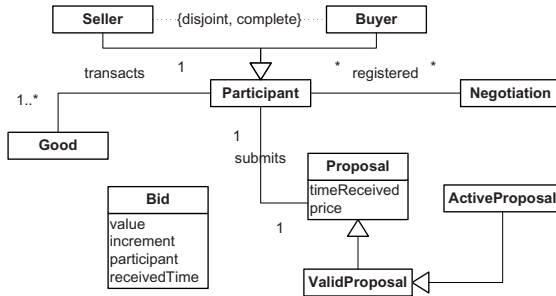 Seller
{disjoint, complete}
Buyer
transacts
1
*
registered
*
Participant
Negotiation
1..*
Good
1
submits
Proposal
timeReceived
price
1
Bid
value
increment
participant
receivedTime
ActiveProposal
ValidProposal